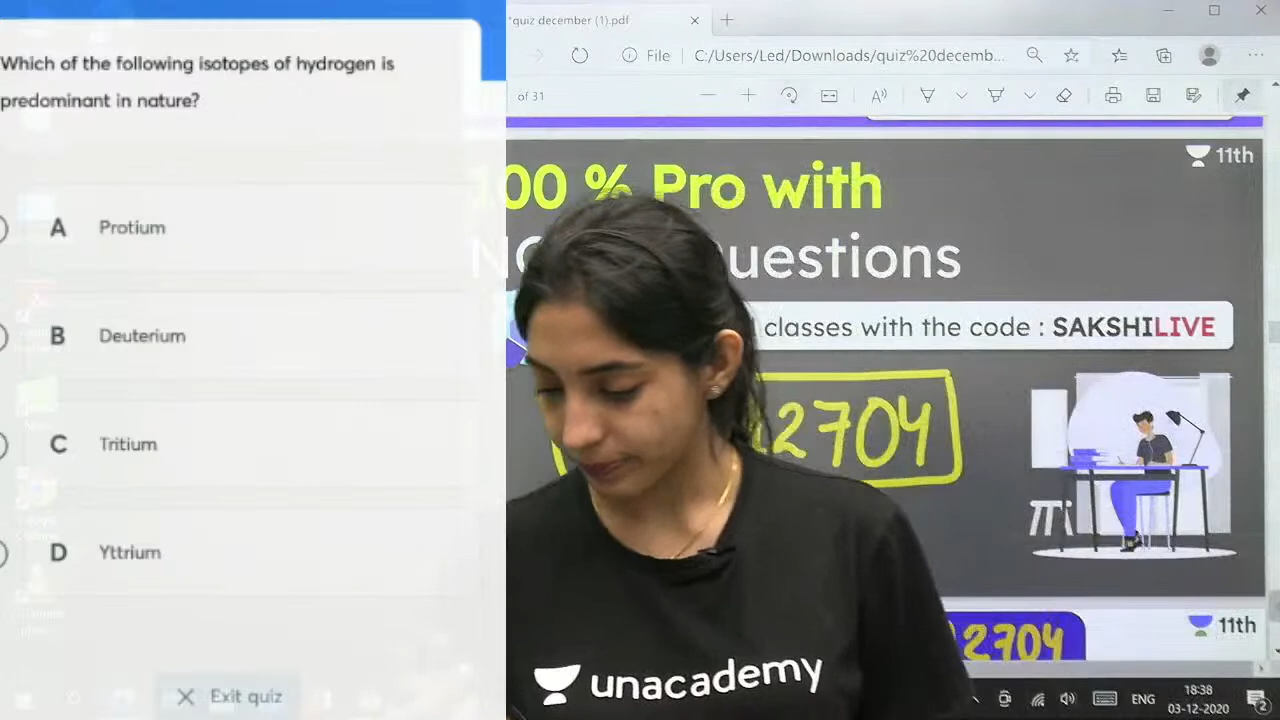 Which of the following isotopes of hydrogen is
predominant in nature?
A Protium
B Deuterium
C Tritium
D Yttrium
Exit quiz
*quiz december (1).pdf
File
C:/Users/Led/Downloads/quiz%20decemb...
of 31
11th
00 % Pro with
uestions
classes with the code : SAKSHILIVE
2704
unacademy
2704
11th
ENG
18:38
03-12-2020
2